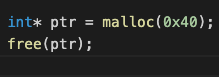 int* ptr = malloc(0x40);
free(ptr);